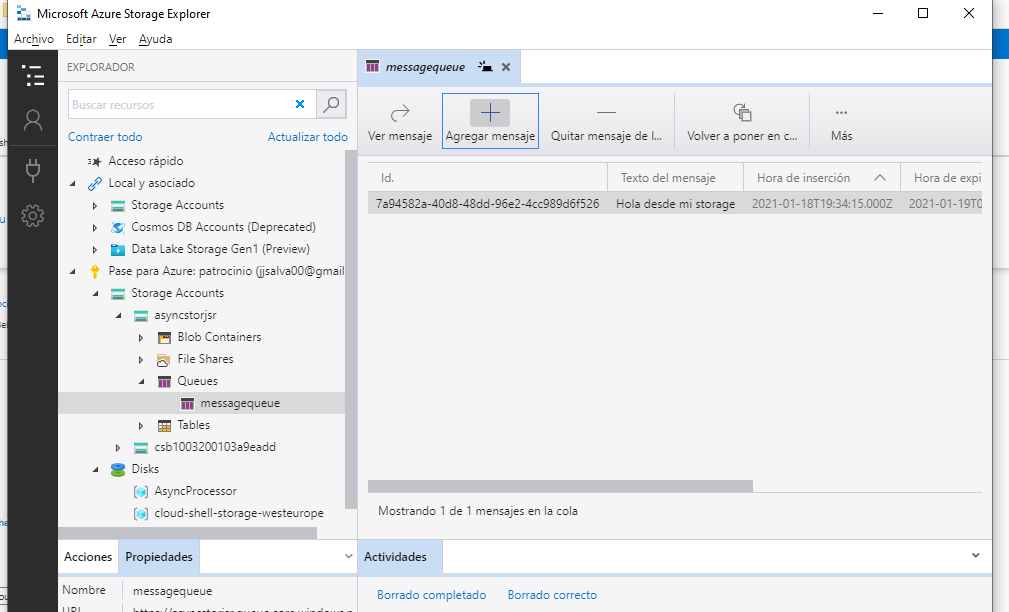 Microsoft Azure Storage Explorer
Archivo Editar Ver Ayuda
EXPLORADOR
Buscar recursos
Contraer todo Actualizar todo
Acceso rápido
Local y asociado
Storage Accounts
Cosmos DB Accounts (Deprecated)
Data Lake Storage Gen1 (Preview)
Pase para Azure: patrocinio (jjsalva00@gmail
Storage Accounts
asyncstorjsr
Blob Containers
File Shares
Queues
messagequeue
Tables
csb1003200103a9eadd
Disks
AsyncProcessor
cloud-shell-storage-westeurope
Acciones Propiedades
Nombre messagequeue
URL
messagequeue
Ver mensaje Agregar mensaje Quitar mensaje de l... Volver a poner en c... Más
Id. Texto del mensaje Hora de inserción Hora de expi
7a94582a-40d8-48dd-96e2-4cc989d6f526 Hola desde mi storage 2021-01-18T19:34:15.000Z 2021-01-19T0
Mostrando 1 de 1 mensajes en la cola
Actividades
Borrado completado Borrado correcto